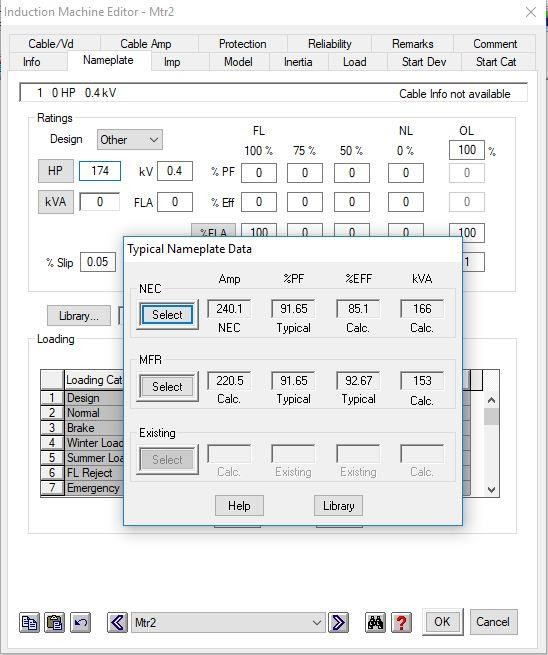 Induction Machine Editor - Mtr2
Cable/Vd Cable Amp Protection Reliability Remarks Comment
Info Nameplate Imp Model Inertia Load Start Dev Start Cat
1 0 HP 0.4 kV Cable Info not available
Ratings
FL NL OL
Design Other 100 % 75 % 50 % 0 % 100 %
HP 174 kV 0.4 % PF 0 0 0 0 0
kVA 0 FLA 0 % Eff 0 0 0 0 0
%FLA 100 0 0 0 100
% Slip 0.05 1
Library...
Loading
Loading Cat
1 Design
2 Normal
3 Brake
4 Winter Load
5 Summer Loa
6 FL Reject
7 Emergency
Typical Nameplate Data
Amp %PF %EFF kVA
NEC
Select 240.1 91.65 85.1 166
NEC Typical Calc. Calc.
MFR
Select 220.5 91.65 92.67 153
Calc. Typical Typical Calc.
Existing
Select
Calc. Existing Existing Calc.
Help Library
Mtr2 ? OK Cancel